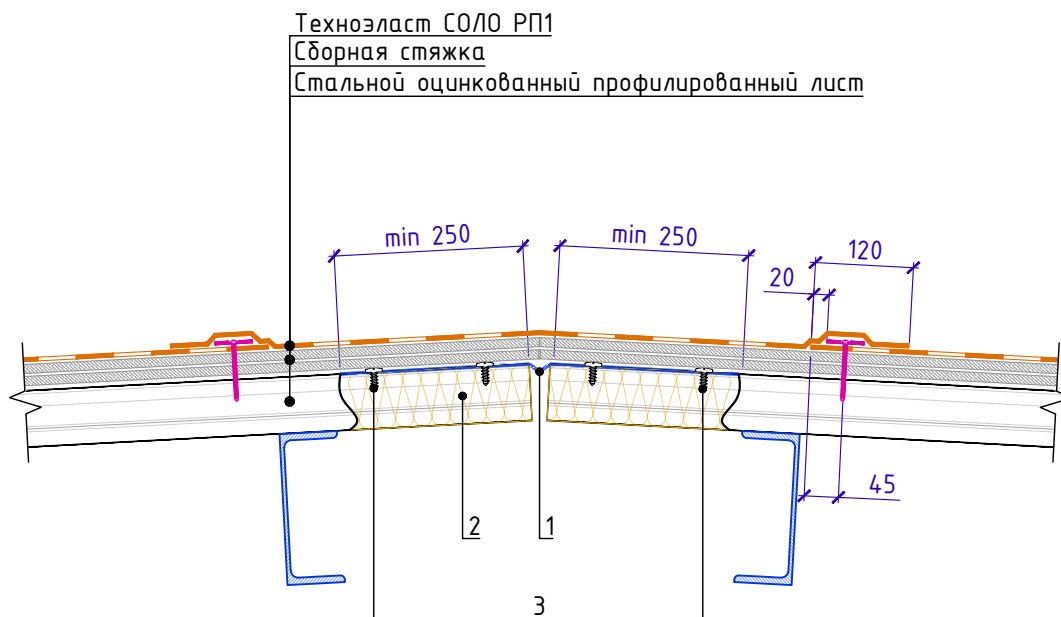 Техноэласт СОЛО РП1
Сборная стяжка
Стальной оцинкованный профилированный лист
min 250
min 250
120
20
45
2
1
3